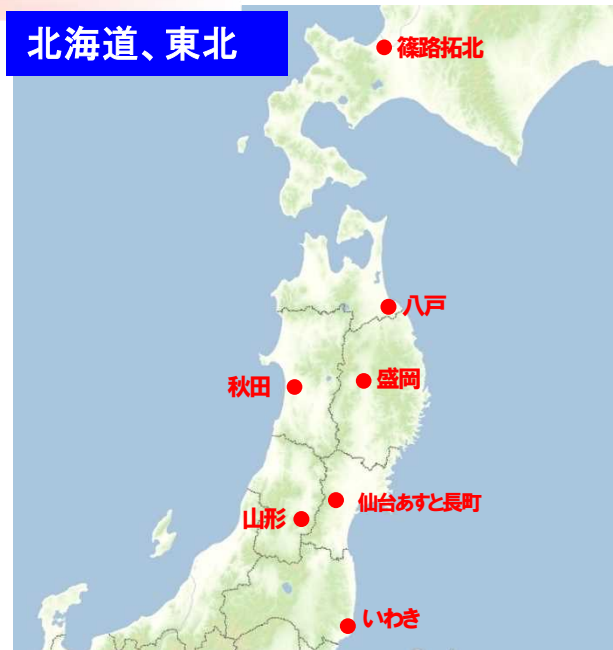 北海道、東北
篠路拓北
八戸
盛岡
秋田
仙台あすと長町
山形
いわき